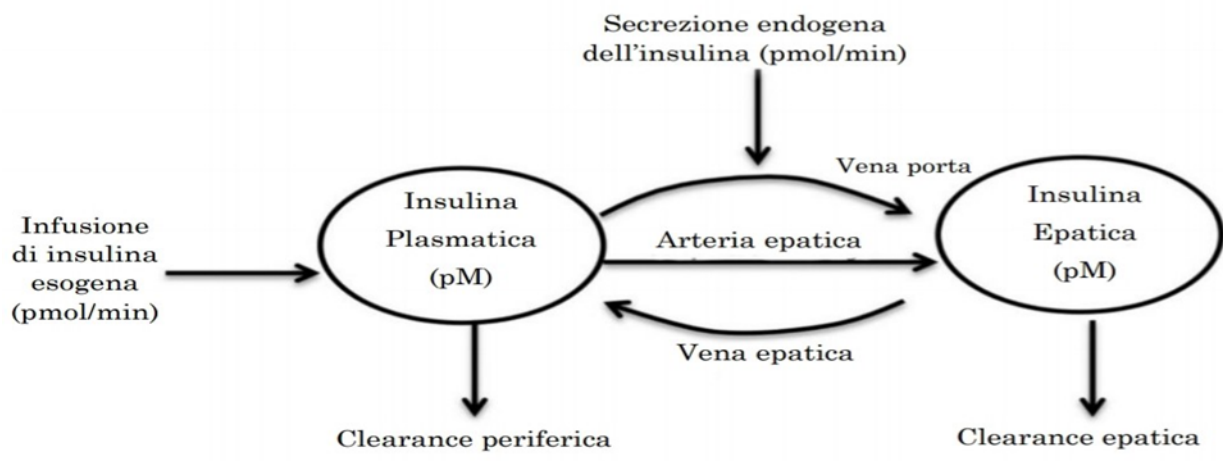 Secrezione endogena
dell'insulina (pmol/min)
Vena porta
Insulina
Plasmatica
(pM)
Insulina
Epatica
(pM)
Infusione
di insulina
esogena
(pmol/min)
Arteria epatica
Vena epatica
Clearance periferica
Clearance epatica